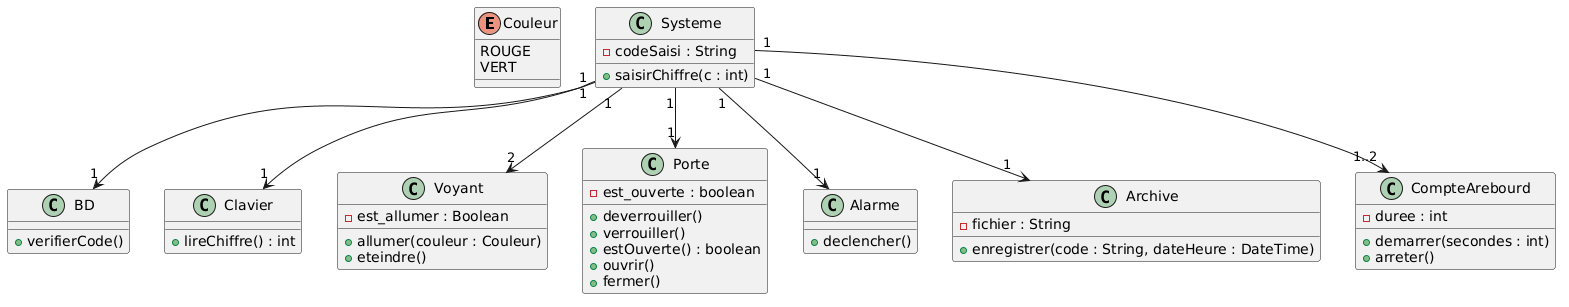 E Couleur
ROUGE
VERT
C Systeme
codeSaisi : String
saisirChiffre(c : int)
1
1
1
1
1
1
1
1
1
2
1
1
1
1..2
C BD
verifierCode()
C Clavier
lireChiffre() : int
C Voyant
est_allumer : Boolean
allumer(couleur : Couleur)
eteindre()
C Porte
est_ouverte : boolean
deverrouiller()
verrouiller()
estOuverte() : boolean
ouvrir()
fermer()
C Alarme
declencher()
C Archive
fichier : String
enregistrer(code : String, dateHeure : DateTime)
C CompteArebourd
duree : int
demarrer(secondes : int)
arreter()